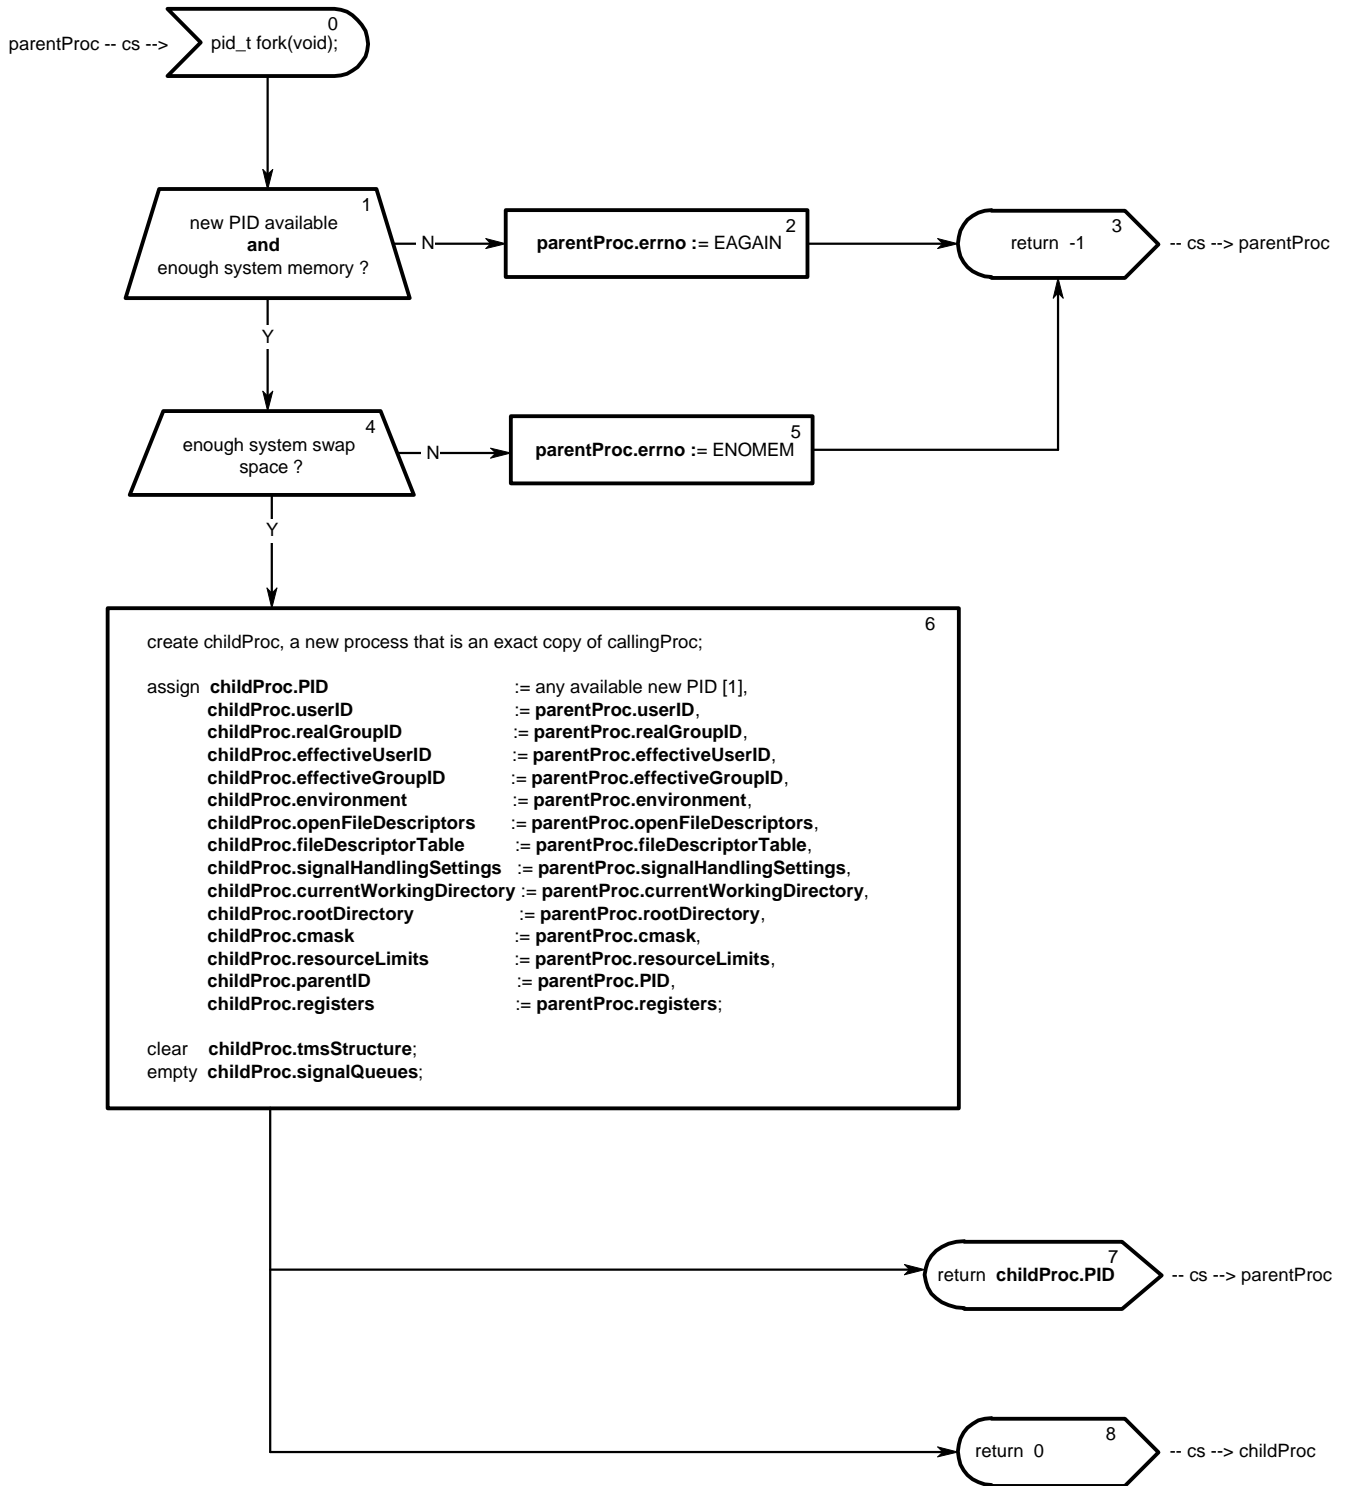 0
parentProc -- cs --> pid_t fork(void);
1
new PID available
and
enough system memory ?
N
2
parentProc.errno := EAGAIN
3
return -1
-- cs --> parentProc
Y
4
enough system swap
space ?
N
5
parentProc.errno := ENOMEM
Y
6
create childProc, a new process that is an exact copy of callingProc;
assign childProc.PID := any available new PID [1],
childProc.userID := parentProc.userID,
childProc.realGroupID := parentProc.realGroupID,
childProc.effectiveUserID := parentProc.effectiveUserID,
childProc.effectiveGroupID := parentProc.effectiveGroupID,
childProc.environment := parentProc.environment,
childProc.openFileDescriptors := parentProc.openFileDescriptors,
childProc.fileDescriptorTable := parentProc.fileDescriptorTable,
childProc.signalHandlingSettings := parentProc.signalHandlingSettings,
childProc.currentWorkingDirectory := parentProc.currentWorkingDirectory,
childProc.rootDirectory := parentProc.rootDirectory,
childProc.cmask := parentProc.cmask,
childProc.resourceLimits := parentProc.resourceLimits,
childProc.parentID := parentProc.PID,
childProc.registers := parentProc.registers;
clear childProc.tmsStructure;
empty childProc.signalQueues;
7
return childProc.PID
-- cs --> parentProc
8
return 0
-- cs --> childProc